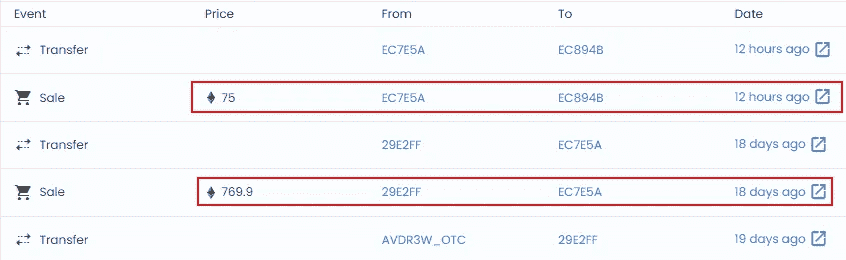 Event Price From To Date
Transfer EC7E5A EC894B 12 hours ago
Sale 75 EC7E5A EC894B 12 hours ago
Transfer 29E2FF EC7E5A 18 days ago
Sale 769.9 29E2FF EC7E5A 18 days ago
Transfer AVDR3W_OTC 29E2FF 19 days ago